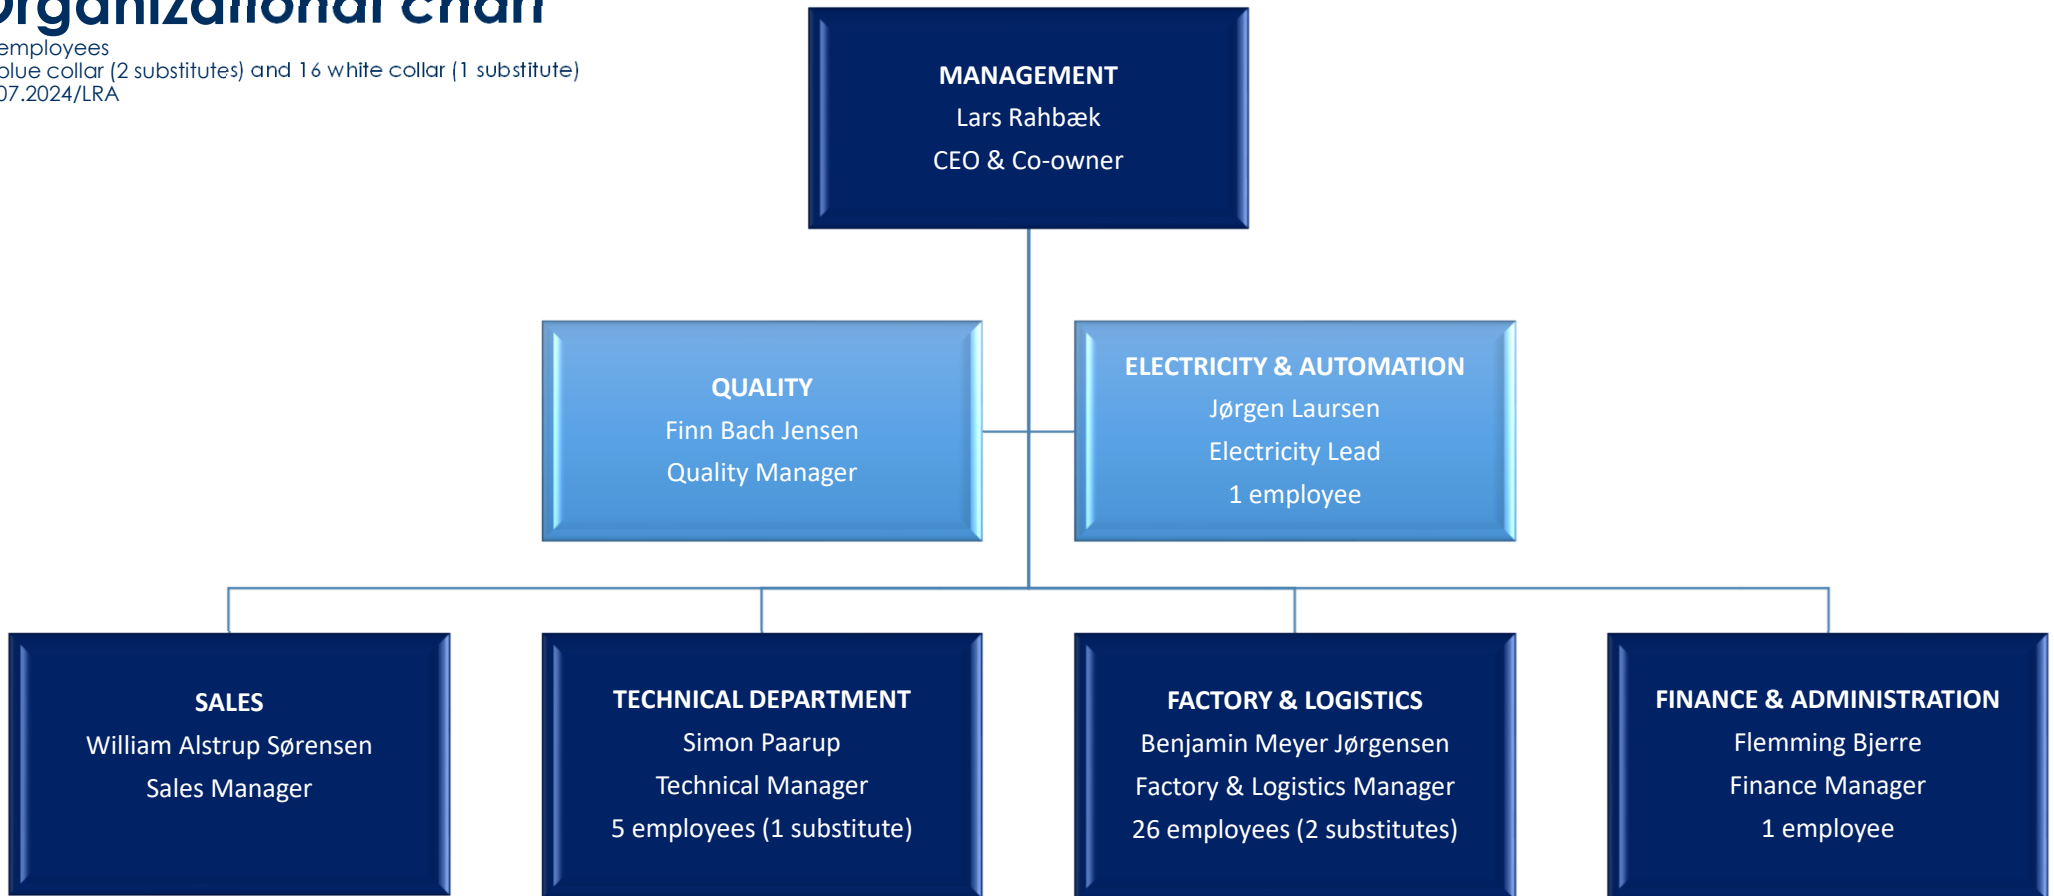 Organizational chart
employees
blue collar (2 substitutes) and 16 white collar (1 substitute)
07.2024/LRA
MANAGEMENT
Lars Rahbæk
CEO & Co-owner
QUALITY
Finn Bach Jensen
Quality Manager
ELECTRICITY & AUTOMATION
Jørgen Laursen
Electricity Lead
1 employee
SALES
William Alstrup Sørensen
Sales Manager
TECHNICAL DEPARTMENT
Simon Paarup
Technical Manager
5 employees (1 substitute)
FACTORY & LOGISTICS
Benjamin Meyer Jørgensen
Factory & Logistics Manager
26 employees (2 substitutes)
FINANCE & ADMINISTRATION
Flemming Bjerre
Finance Manager
1 employee